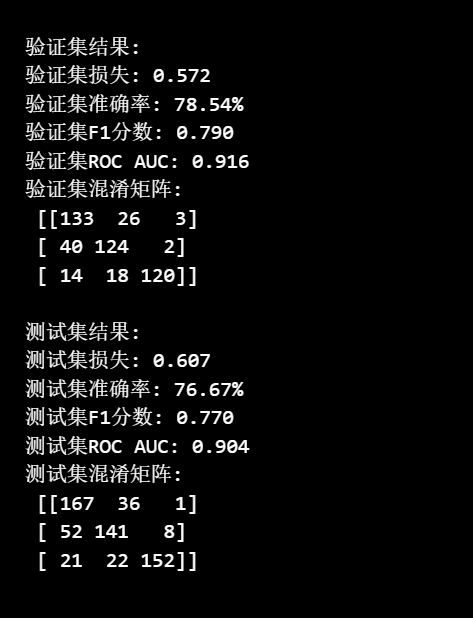 验证集结果:
验证集损失: 0.572
验证集准确率: 78.54%
验证集F1分数: 0.790
验证集ROC AUC: 0.916
验证集混淆矩阵:
[[133  26   3]
[ 40 124   2]
[ 14  18 120]]
测试集结果:
测试集损失: 0.607
测试集准确率: 76.67%
测试集F1分数: 0.770
测试集ROC AUC: 0.904
测试集混淆矩阵:
[[167  36   1]
[ 52 141   8]
[ 21  22 152]]